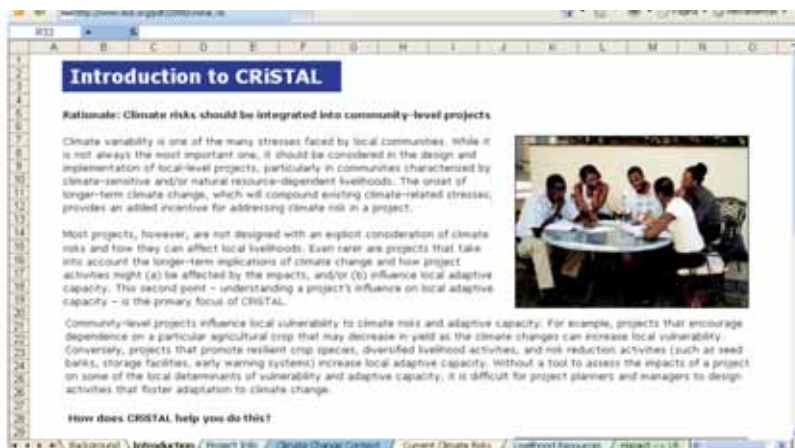 R33
A B C D E F G H I J K L M N O
Introduction to CRiSTAL
Rationale: Climate risks should be integrated into community-level projects
Climate variability is one of the many stresses faced by local communities. While it
is not always the most important one, it should be considered in the design and
implementation of local-level projects, particularly in communities characterized by
climate-sensitive and/or natural resource-dependent livelihoods. The onset of
longer-term climate change, which will compound existing climate-related stresses,
provides an added incentive for addressing climate risk in a project.
Most projects, however, are not designed with an explicit consideration of climate
risks and how they can affect local livelihoods. Even rarer are projects that take
into account the longer-term implications of climate change and how project
activities might (a) be affected by the impacts, and/or (b) influence local adaptive
capacity. This second point – understanding a project's influence on local adaptive
capacity – is the primary focus of CRiSTAL.
Community-level projects influence local vulnerability to climate risks and adaptive capacity. For example, projects that encourage
dependence on a particular agricultural crop that may decrease in yield as the climate changes can increase local vulnerability.
Conversely, projects that promote resilient crop species, diversified livelihood activities, and risk reduction activities (such as seed
banks, storage facilities, early warning systems) increase local adaptive capacity. Without a tool to assess the impacts of a project
on some of the local determinants of vulnerability and adaptive capacity, it is difficult for project planners and managers to design
activities that foster adaptation to climate change.
How does CRiSTAL help you do this?
Background Introduction Project Info Climate Change Context Current Climate Risks Livelihood Resources Impact --> LR